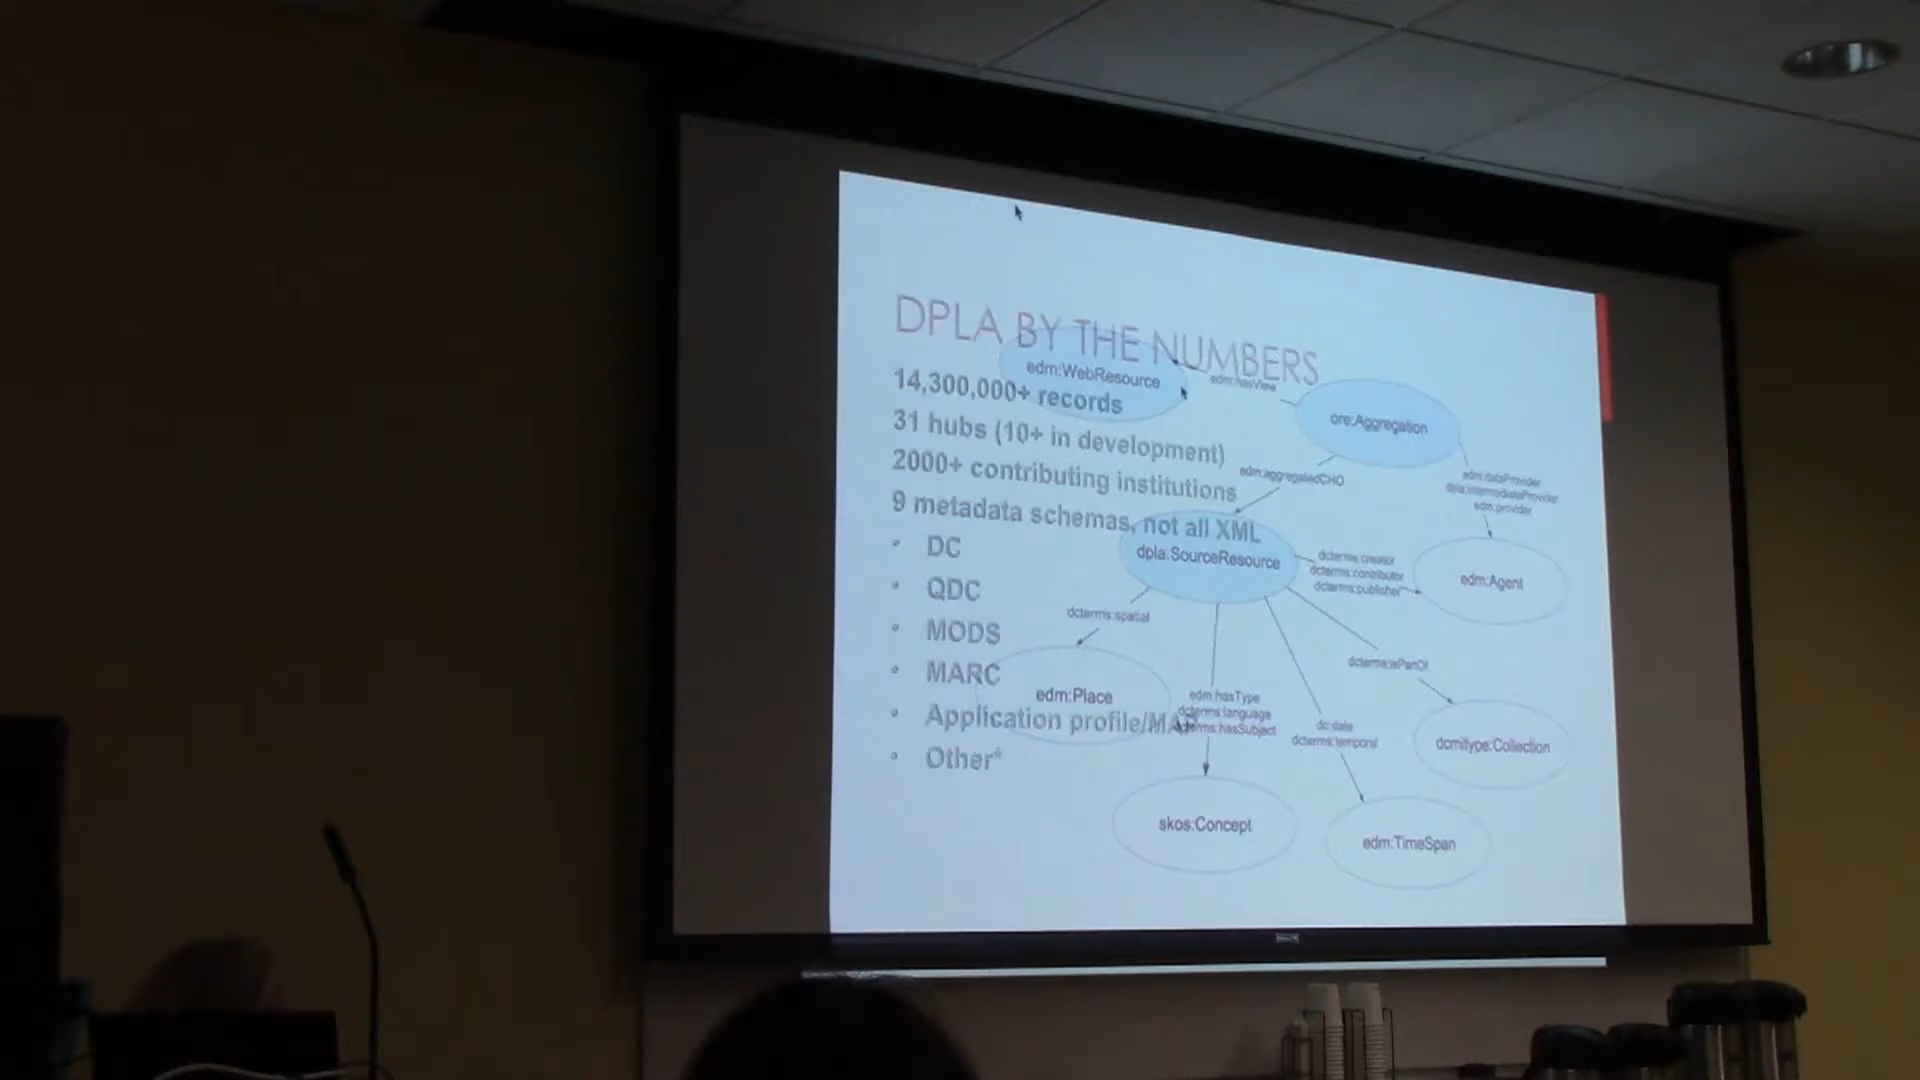 DPLA BY THE NUMBERS
14,300,000+ records
31 hubs (10+ in development)
2000+ contributing institutions
9 metadata schemas, not all XML
• DC
• QDC
• MODS
• MARC
• Application profile/MAP
• Other*
edm:WebResource
edm:hasView
ore:Aggregation
edm:aggregatedCHO
edm:dataProvider
dpla:intermediateProvider
edm:provider
dpla:SourceResource
dcterms:creator
dcterms:contributor
dcterms:publisher
edm:Agent
dcterms:spatial
dcterms:isPartOf
edm:Place
edm:hasType
dcterms:language
dcterms:hasSubject
dc:date
dcterms:temporal
dcmitype:Collection
skos:Concept
edm:TimeSpan